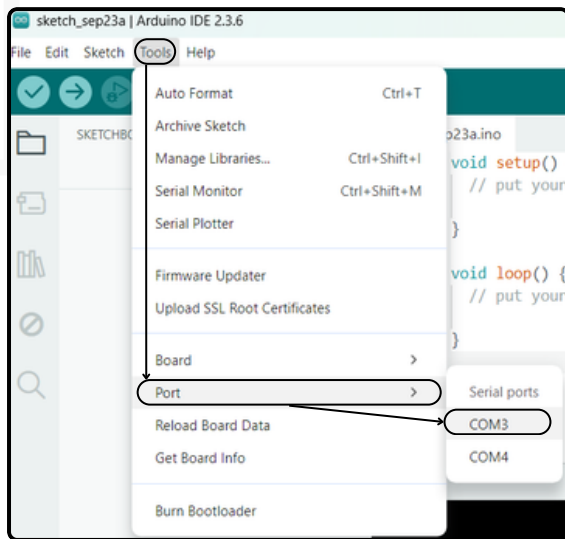 sketch_sep23a | Arduino IDE 2.3.6
File Edit Sketch Tools Help
SKETCHBO
Auto Format Ctrl+T
Archive Sketch
Manage Libraries... Ctrl+Shift+I
Serial Monitor Ctrl+Shift+M
Serial Plotter
Firmware Updater
Upload SSL Root Certificates
Board >
Port >
Reload Board Data
Get Board Info
Burn Bootloader
p23a.ino
void setup()
// put your
}
void loop() {
// put your
}
Serial ports
COM3
COM4